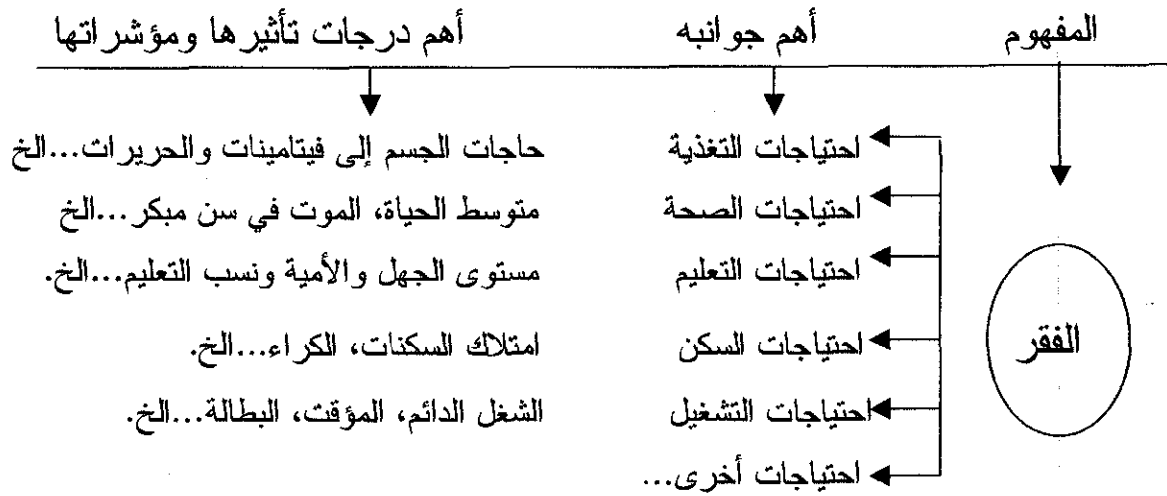 المفهوم أهم جوانبه أهم درجات تأثيرها ومؤشراتها
احتياجات التغذية حاجات الجسم إلى فيتامينات والحريرات...الخ
احتياجات الصحة متوسط الحياة، الموت في سن مبكر...الخ
احتياجات التعليم مستوى الجهل والأمية ونسب التعليم...الخ.
الفقر احتياجات السكن امتلاك السكنات، الكراء...الخ.
احتياجات التشغيل الشغل الدائم، المؤقت، البطالة...الخ.
احتياجات أخرى...